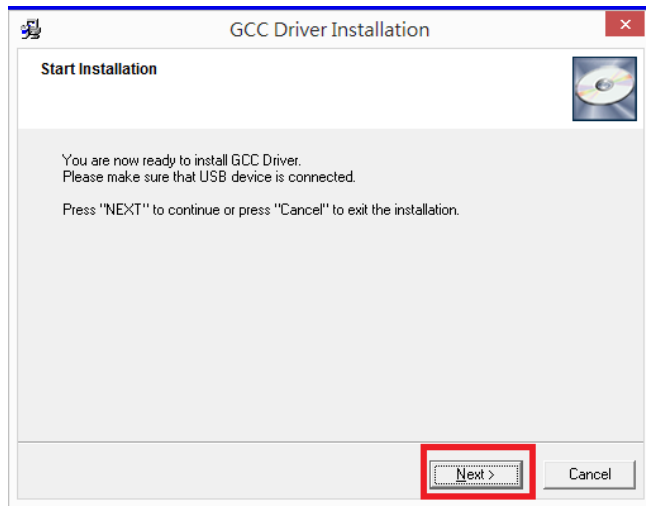 GCC Driver Installation
Start Installation
You are now ready to install GCC Driver.
Please make sure that USB device is connected.
Press "NEXT" to continue or press "Cancel" to exit the installation.
Next >
Cancel